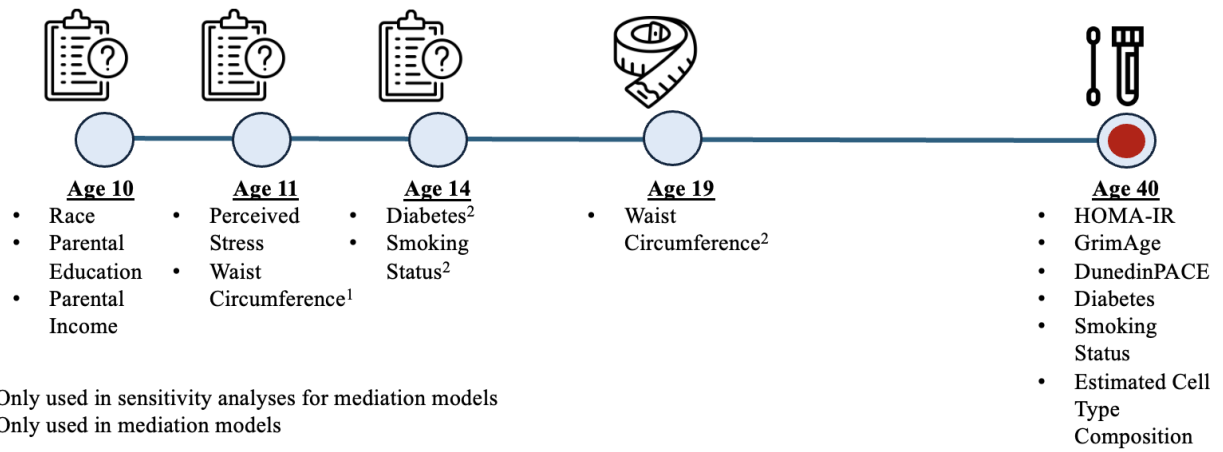 Age 10
• Race
• Parental
Education
• Parental
Income
Age 11
• Perceived
Stress
• Waist
Circumference¹
Age 14
• Diabetes²
• Smoking
Status²
Age 19
• Waist
Circumference²
Age 40
• HOMA-IR
• GrimAge
• DunedinPACE
• Diabetes
• Smoking
Status
• Estimated Cell
Type
Composition
Only used in sensitivity analyses for mediation models
Only used in mediation models